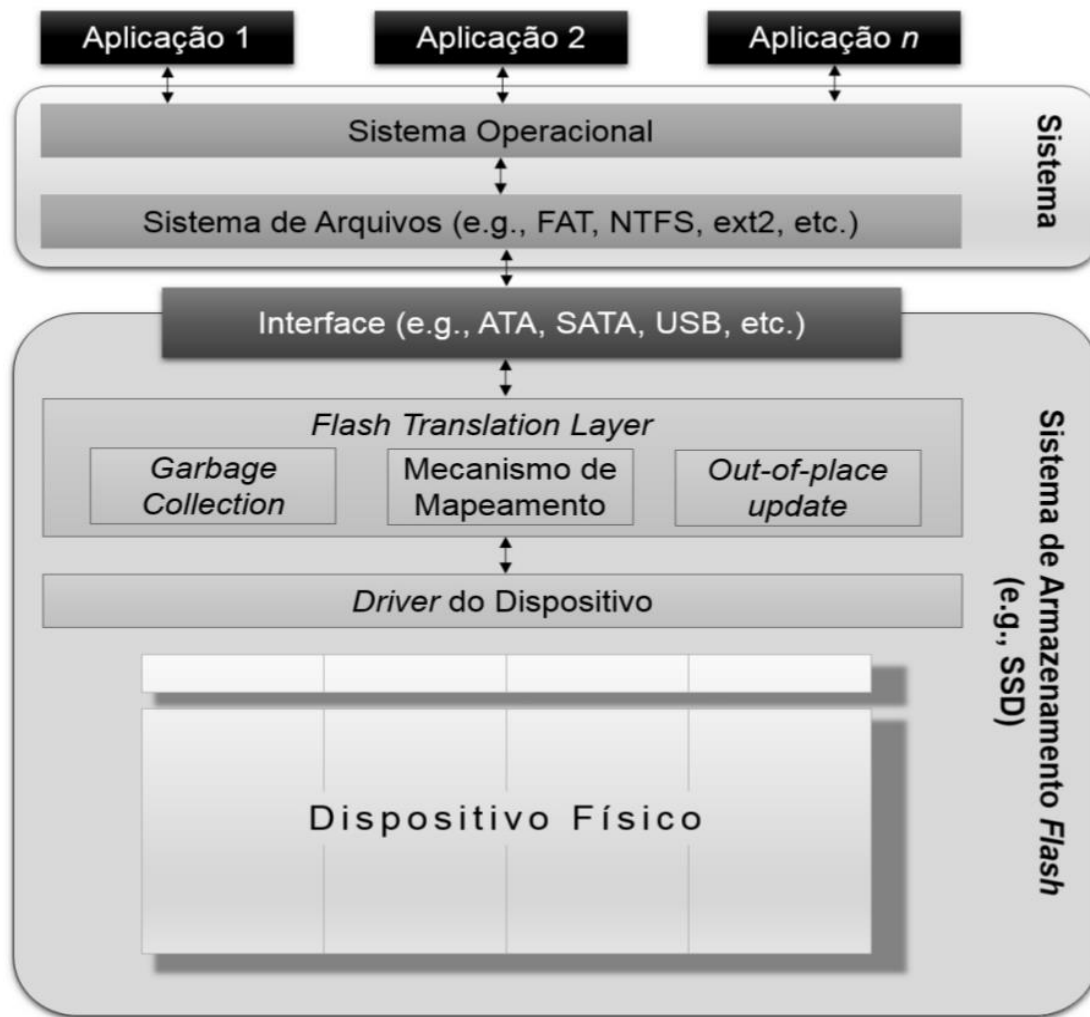 Aplicação 1
Aplicação 2
Aplicação n
Sistema Operacional
Sistema de Arquivos (e.g., FAT, NTFS, ext2, etc.)
Sistema
Interface (e.g., ATA, SATA, USB, etc.)
Flash Translation Layer
Garbage
Collection
Mecanismo de
Mapeamento
Out-of-place
update
Driver do Dispositivo
Dispositivo Físico
Sistema de Armazenamento Flash
(e.g., SSD)